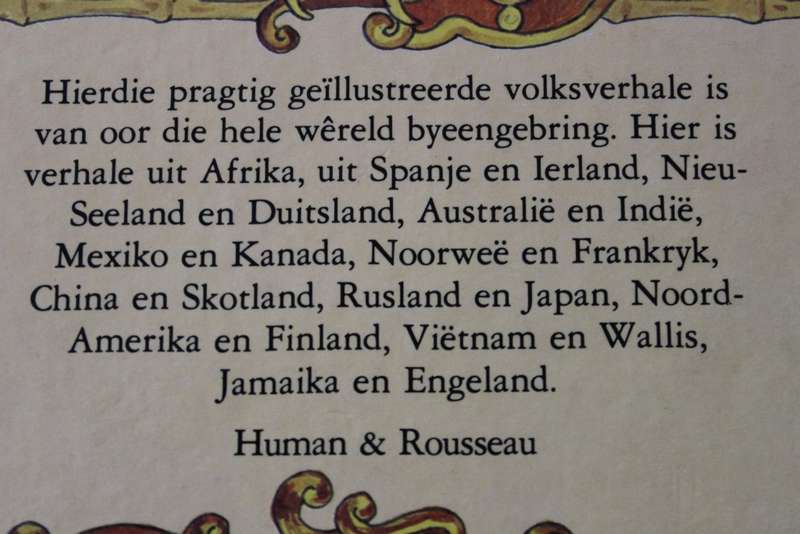 Hierdie pragtig geïllustreerde volksverhale is
van oor die hele wêreld byeengebring. Hier is
verhale uit Afrika, uit Spanje en Ierland, Nieu-
Seeland en Duitsland, Australië en Indië,
Mexiko en Kanada, Noorweë en Frankryk,
China en Skotland, Rusland en Japan, Noord-
Amerika en Finland, Viëtnam en Wallis,
Jamaika en Engeland.
Human & Rousseau